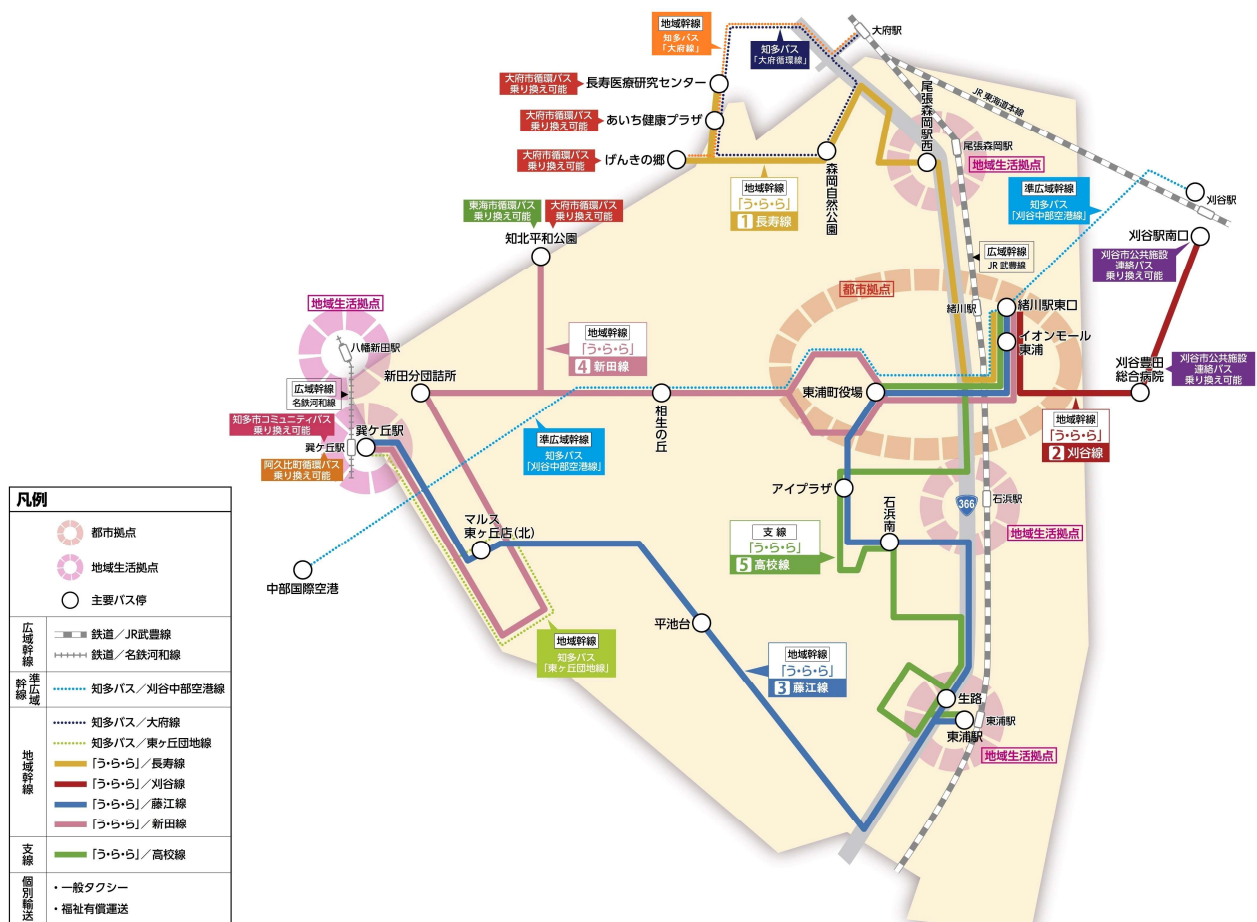 地域幹線
知多バス
「大府線」
知多バス
「大府循環線」
大府駅
大府市循環バス
乗り換え可能
長寿医療研究センター
大府市循環バス
乗り換え可能
あいち健康プラザ
大府市循環バス
乗り換え可能
げんきの郷
尾張森岡駅西
尾張森岡駅
JR 東海道本線
地域生活拠点
森岡自然公園
地域幹線
「う・ら・ら」
1 長寿線
準広域幹線
知多バス
「刈谷中部空港線」
刈谷駅
刈谷駅南口
刈谷市公共施設
連絡バス
乗り換え可能
東海市循環バス
乗り換え可能
大府市循環バス
乗り換え可能
知北平和公園
広域幹線
JR 武豊線
地域生活拠点
都市拠点
緒川駅
緒川駅東口
イオンモール
東浦
八幡新田駅
地域幹線
「う・ら・ら」
4 新田線
刈谷豊田
総合病院
刈谷市公共施設
連絡バス
乗り換え可能
新田分団詰所
広域幹線
名鉄河和線
相生の丘
東浦町役場
地域幹線
「う・ら・ら」
2 刈谷線
知多市コミュニティバス
乗り換え可能
巽ケ丘駅
巽ケ丘駅
阿久比町循環バス
乗り換え可能
準広域幹線
知多バス
「刈谷中部空港線」
アイプラザ
石浜南
366
石浜駅
地域生活拠点
マルス
東ヶ丘店(北)
支線
「う・ら・ら」
5 高校線
中部国際空港
平池台
地域幹線
知多バス
「東ヶ丘団地線」
地域幹線
「う・ら・ら」
3 藤江線
生路
東浦駅
東浦駅
地域生活拠点
凡例
都市拠点
地域生活拠点
主要バス停
広域幹線
鉄道／JR武豊線
鉄道／名鉄河和線
準広域幹線
知多バス／刈谷中部空港線
地域幹線
知多バス／大府線
知多バス／東ヶ丘団地線
「う・ら・ら」／長寿線
「う・ら・ら」／刈谷線
「う・ら・ら」／藤江線
「う・ら・ら」／新田線
支線
「う・ら・ら」／高校線
個別輸送
・一般タクシー
・福祉有償運送